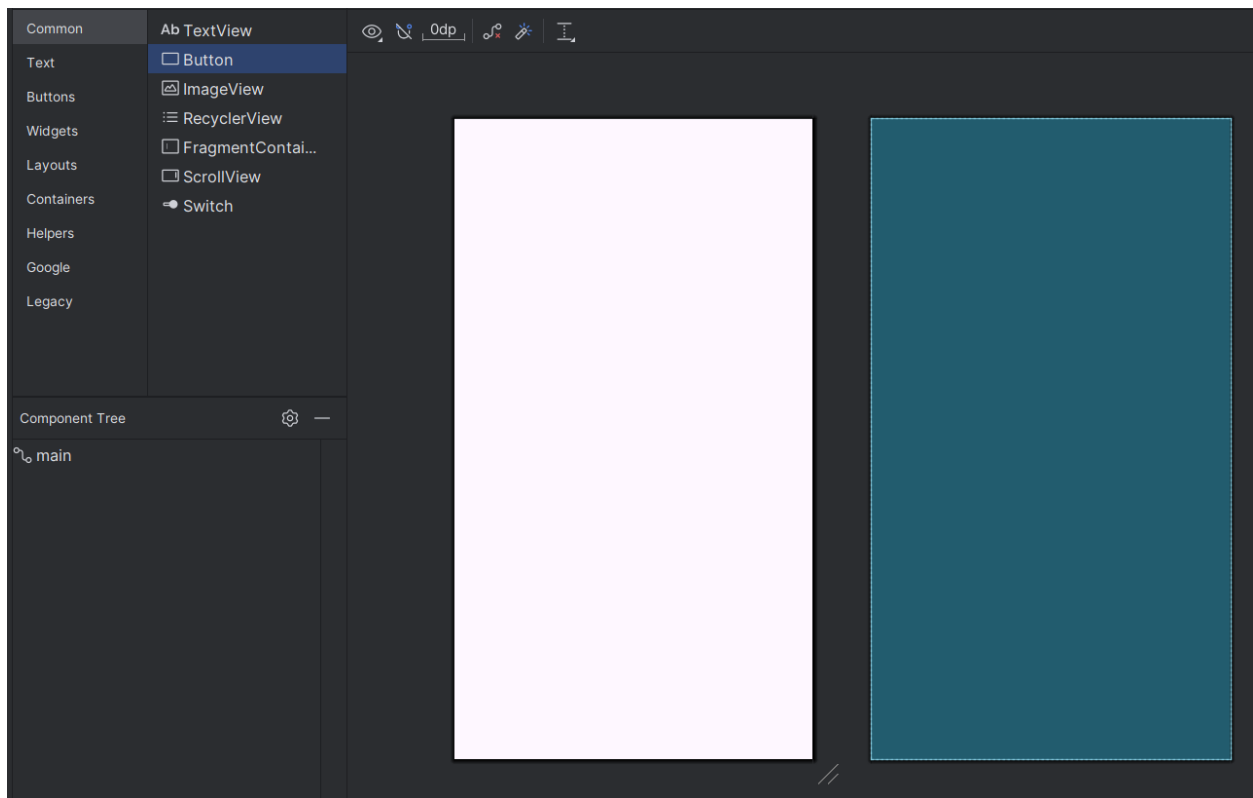 Common
Text
Buttons
Widgets
Layouts
Containers
Helpers
Google
Legacy
Ab TextView
Button
ImageView
RecyclerView
FragmentContai...
ScrollView
Switch
0dp
Component Tree
main